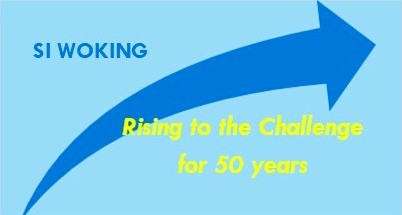 SI WOKING
Rising to the Challenge
for 50 years